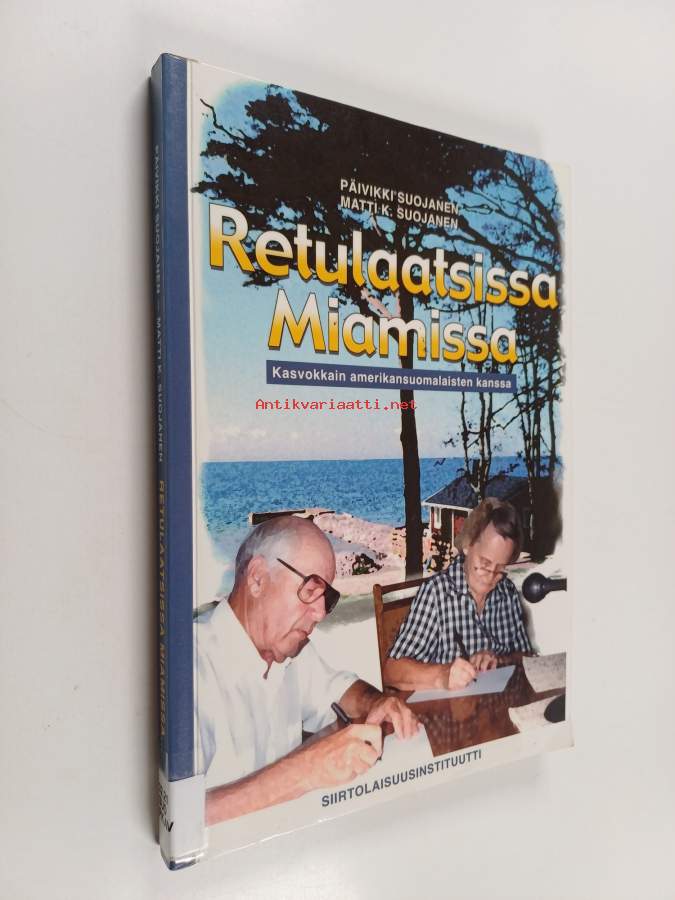 PÄIVIKKI SUOJANEN
MATTI K. SUOJANEN
Retulaatsissa
Miamissa
Kasvokkain amerikansuomalaisten kanssa
Antikvariaatti.net
SIIRTOLAISUUSINSTITUUTTI
PÄIVIKKI SUOJANEN - MATTI K. SUOJANEN RETULAATSISSA MIAMISSA